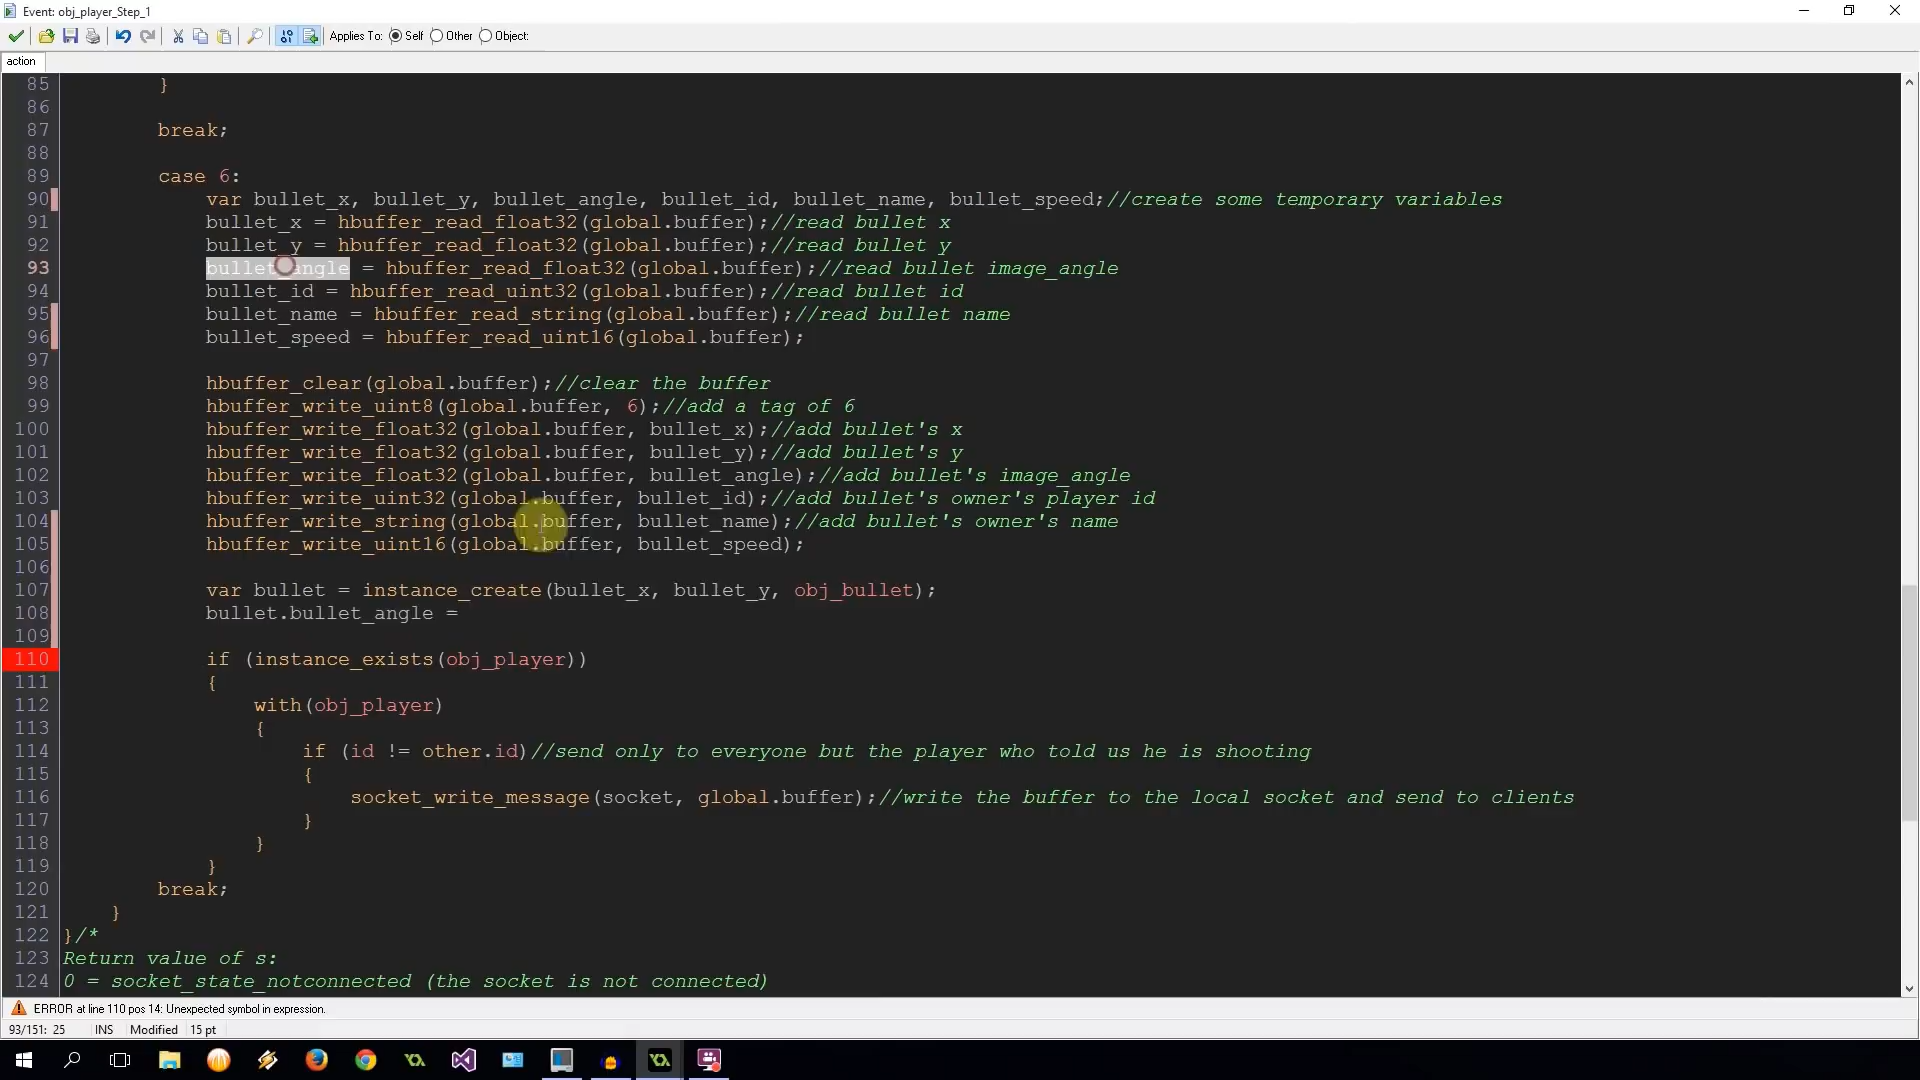 Event: obj_player_Step_1
Applies To: Self Other Object:
action
85 }
86
87 break;
88
89 case 6:
90 var bullet_x, bullet_y, bullet_angle, bullet_id, bullet_name, bullet_speed;//create some temporary variables
91 bullet_x = hbuffer_read_float32(global.buffer);//read bullet x
92 bullet_y = hbuffer_read_float32(global.buffer);//read bullet y
93 bullet_angle = hbuffer_read_float32(global.buffer);//read bullet image_angle
94 bullet_id = hbuffer_read_uint32(global.buffer);//read bullet id
95 bullet_name = hbuffer_read_string(global.buffer);//read bullet name
96 bullet_speed = hbuffer_read_uint16(global.buffer);
97
98 hbuffer_clear(global.buffer);//clear the buffer
99 hbuffer_write_uint8(global.buffer, 6);//add a tag of 6
100 hbuffer_write_float32(global.buffer, bullet_x);//add bullet's x
101 hbuffer_write_float32(global.buffer, bullet_y);//add bullet's y
102 hbuffer_write_float32(global.buffer, bullet_angle);//add bullet's image_angle
103 hbuffer_write_uint32(global.buffer, bullet_id);//add bullet's owner's player id
104 hbuffer_write_string(global.buffer, bullet_name);//add bullet's owner's name
105 hbuffer_write_uint16(global.buffer, bullet_speed);
106
107 var bullet = instance_create(bullet_x, bullet_y, obj_bullet);
108 bullet.bullet_angle =
109
110 if (instance_exists(obj_player))
111 {
112 with(obj_player)
113 {
114 if (id != other.id)//send only to everyone but the player who told us he is shooting
115 {
116 socket_write_message(socket, global.buffer);//write the buffer to the local socket and send to clients
117 }
118 }
119 }
120 break;
121 }
122 }/*
123 Return value of s:
124 0 = socket_state_notconnected (the socket is not connected)
ERROR at line 110 pos 14: Unexpected symbol in expression.
93/151: 25 INS Modified 15 pt